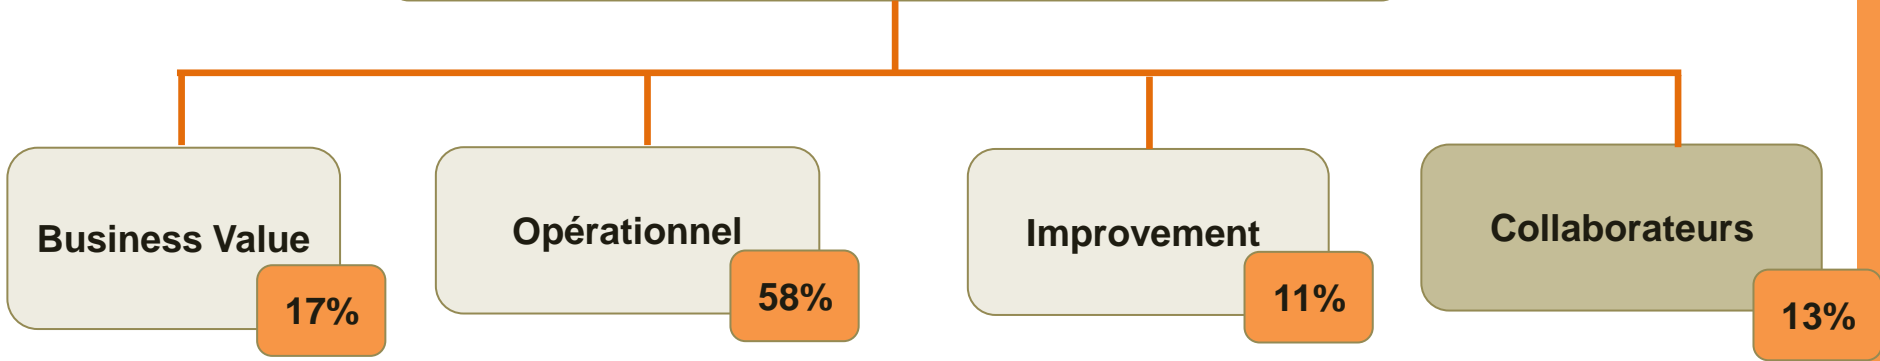 Business Value
17%
Opérationnel
58%
Improvement
11%
Collaborateurs
13%